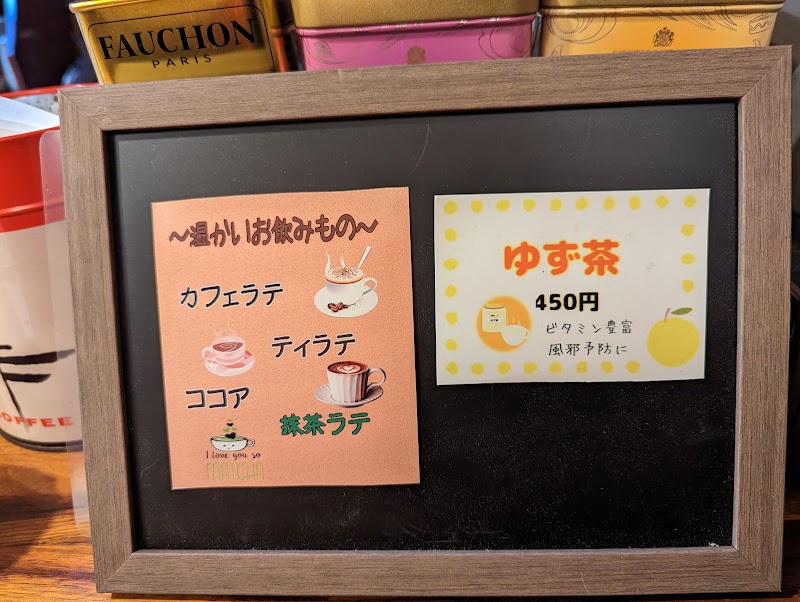 FAUCHON
PARIS
～温かいお飲みもの～
カフェラテ
ティラテ
ココア
抹茶ラテ
I love you so
MATCHA
ゆず茶
450円
ビタミン豊富
風邪予防に
COFFEE